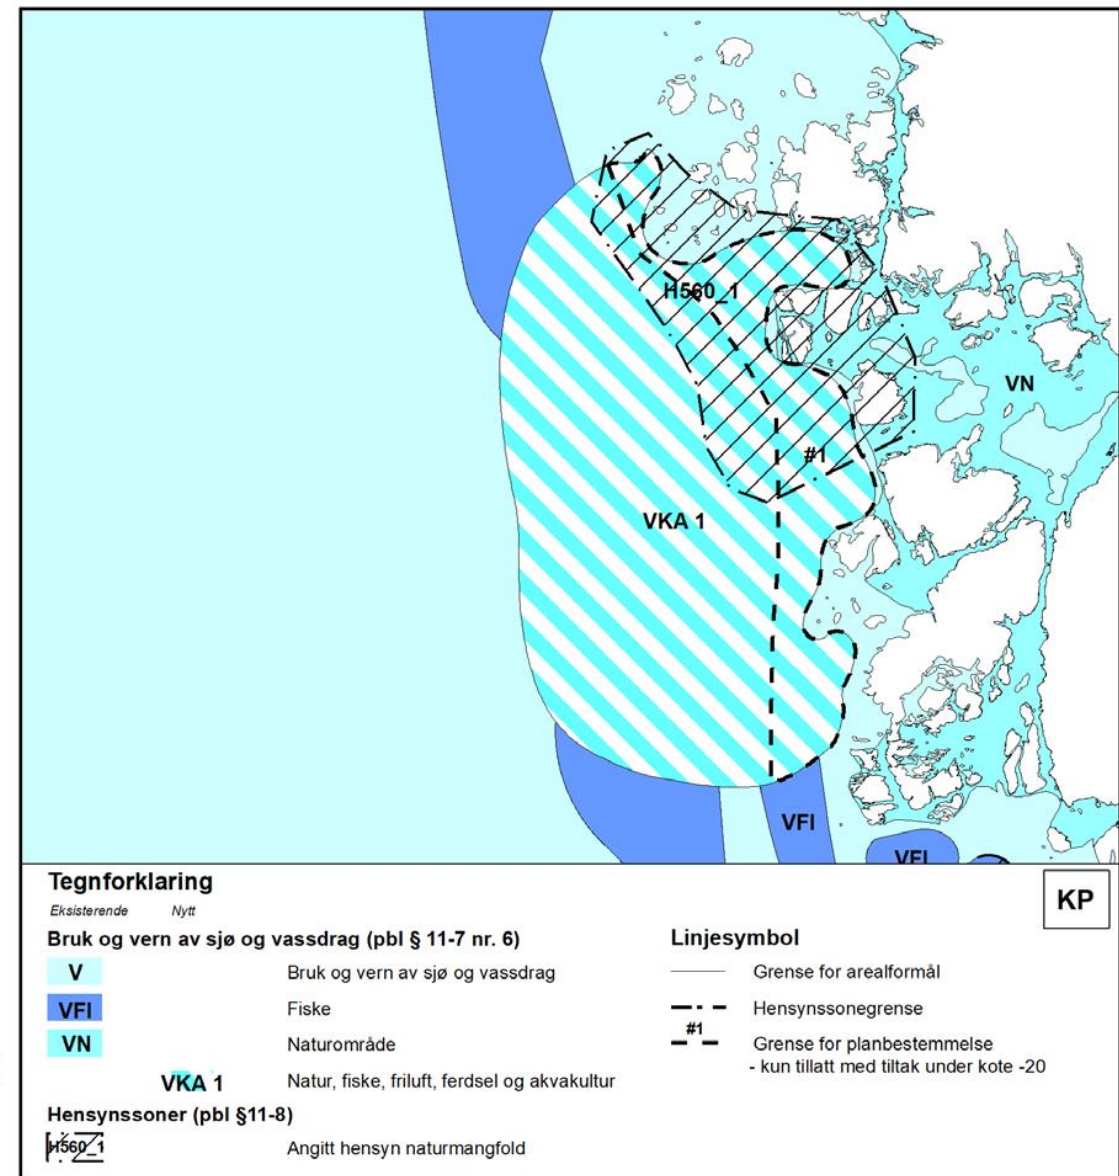 H560_1
VN
#1
VKA 1
VFI
VFI
Tegnforklaring
KP
Eksisterende Nytt
Bruk og vern av sjø og vassdrag (pbl § 11-7 nr. 6)
V Bruk og vern av sjø og vassdrag
VFI Fiske
VN Naturområde
VKA 1 Natur, fiske, friluft, ferdsel og akvakultur
Hensynssoner (pbl §11-8)
H560_1 Angitt hensyn naturmangfold
Linjesymbol
Grense for arealformål
Hensynssonegrense
#1 Grense for planbestemmelse
- kun tillatt med tiltak under kote -20